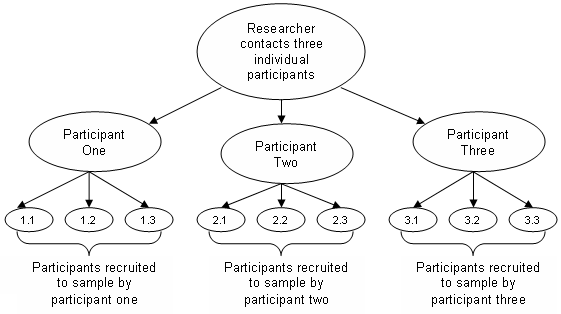 Researcher
contacts three
individual
participants
Participant
One
Participant
Two
Participant
Three
1.1
1.2
1.3
2.1
2.2
2.3
3.1
3.2
3.3
Participants recruited
to sample by
participant one
Participants recruited
to sample by
participant two
Participants recruited
to sample by
participant three